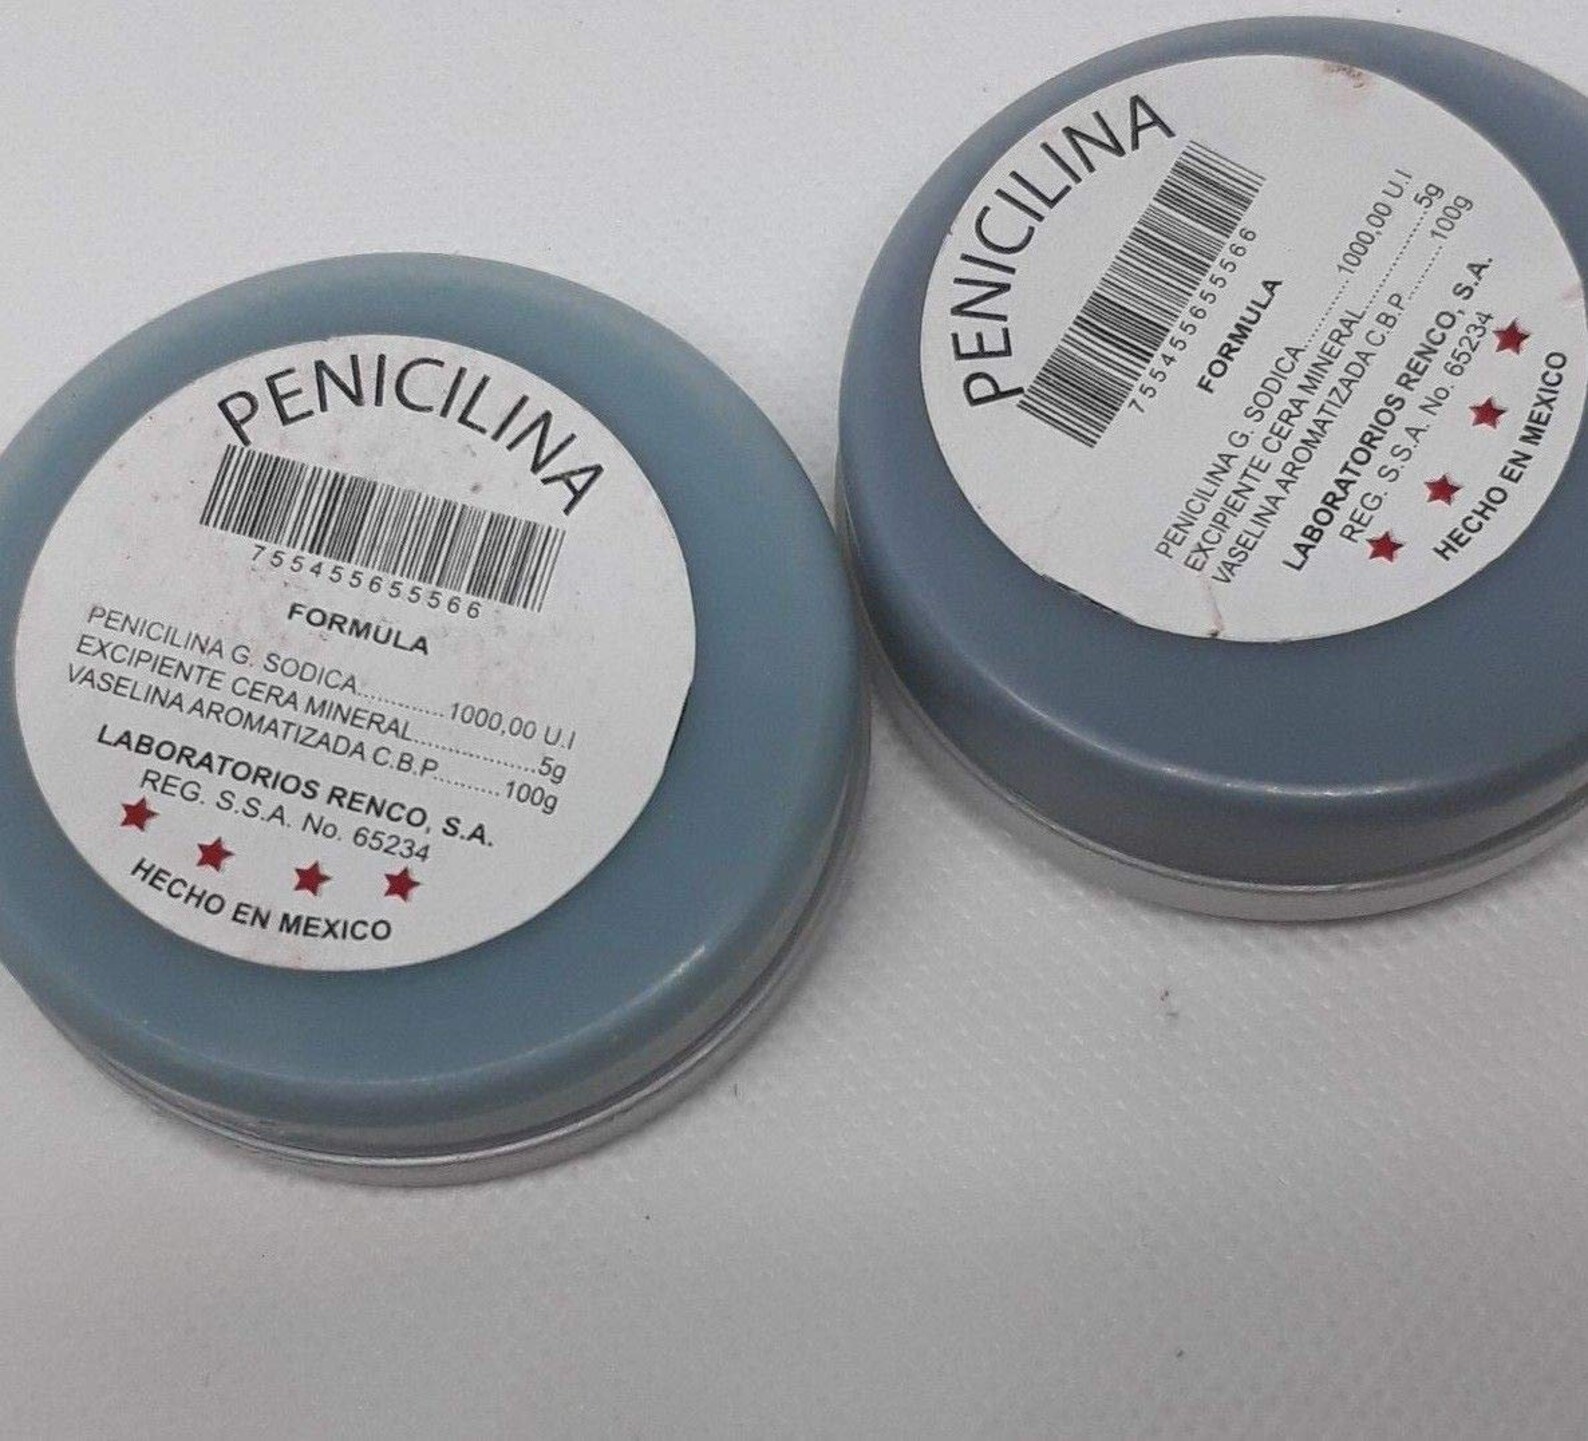 PENICILINA
755455655566
FORMULA
PENICILINA G. SODICA..............1000,00 U.I
EXCIPIENTE CERA MINERAL....................5g
VASELINA AROMATIZADA C.B.P..........100g
LABORATORIOS RENCO, S.A.
REG. S.S.A. No. 65234
HECHO EN MEXICO
PENICILINA
755455655566
FORMULA
PENICILINA G. SODICA..............1000,00 U.I
EXCIPIENTE CERA MINERAL....................5g
VASELINA AROMATIZADA C.B.P..........100g
LABORATORIOS RENCO, S.A.
REG. S.S.A. No. 65234
HECHO EN MEXICO